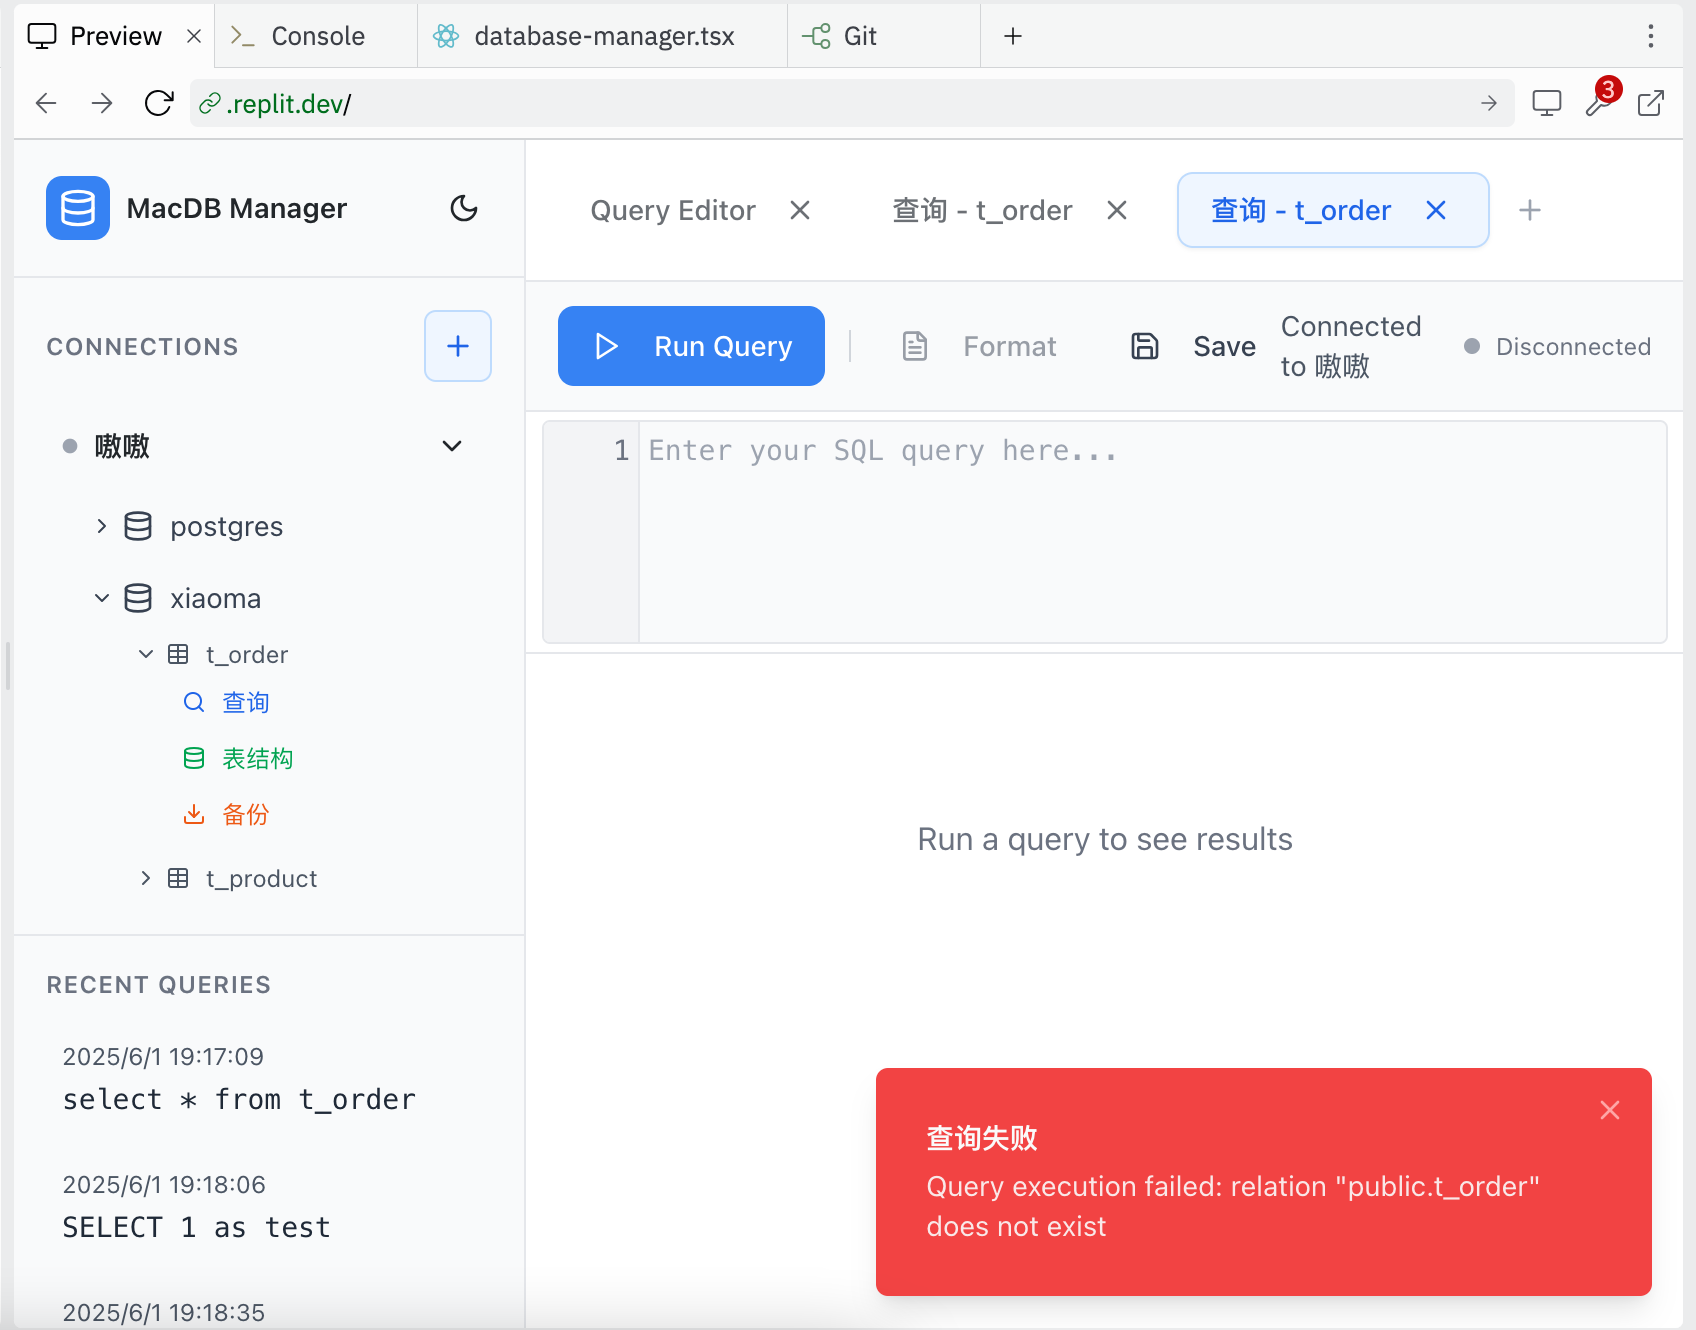 Preview
Console
database-manager.tsx
Git
.replit.dev/
3
MacDB Manager
CONNECTIONS
嗷嗷
postgres
xiaoma
t_order
查询
表结构
备份
t_product
RECENT QUERIES
2025/6/1 19:17:09
select * from t_order
2025/6/1 19:18:06
SELECT 1 as test
2025/6/1 19:18:35
Query Editor
查询 - t_order
查询 - t_order
Run Query
Format
Save
Connected
to 嗷嗷
Disconnected
1
Enter your SQL query here...
Run a query to see results
查询失败
Query execution failed: relation "public.t_order"
does not exist